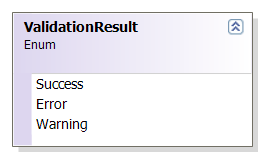 ValidationResult
Enum
Success
Error
Warning